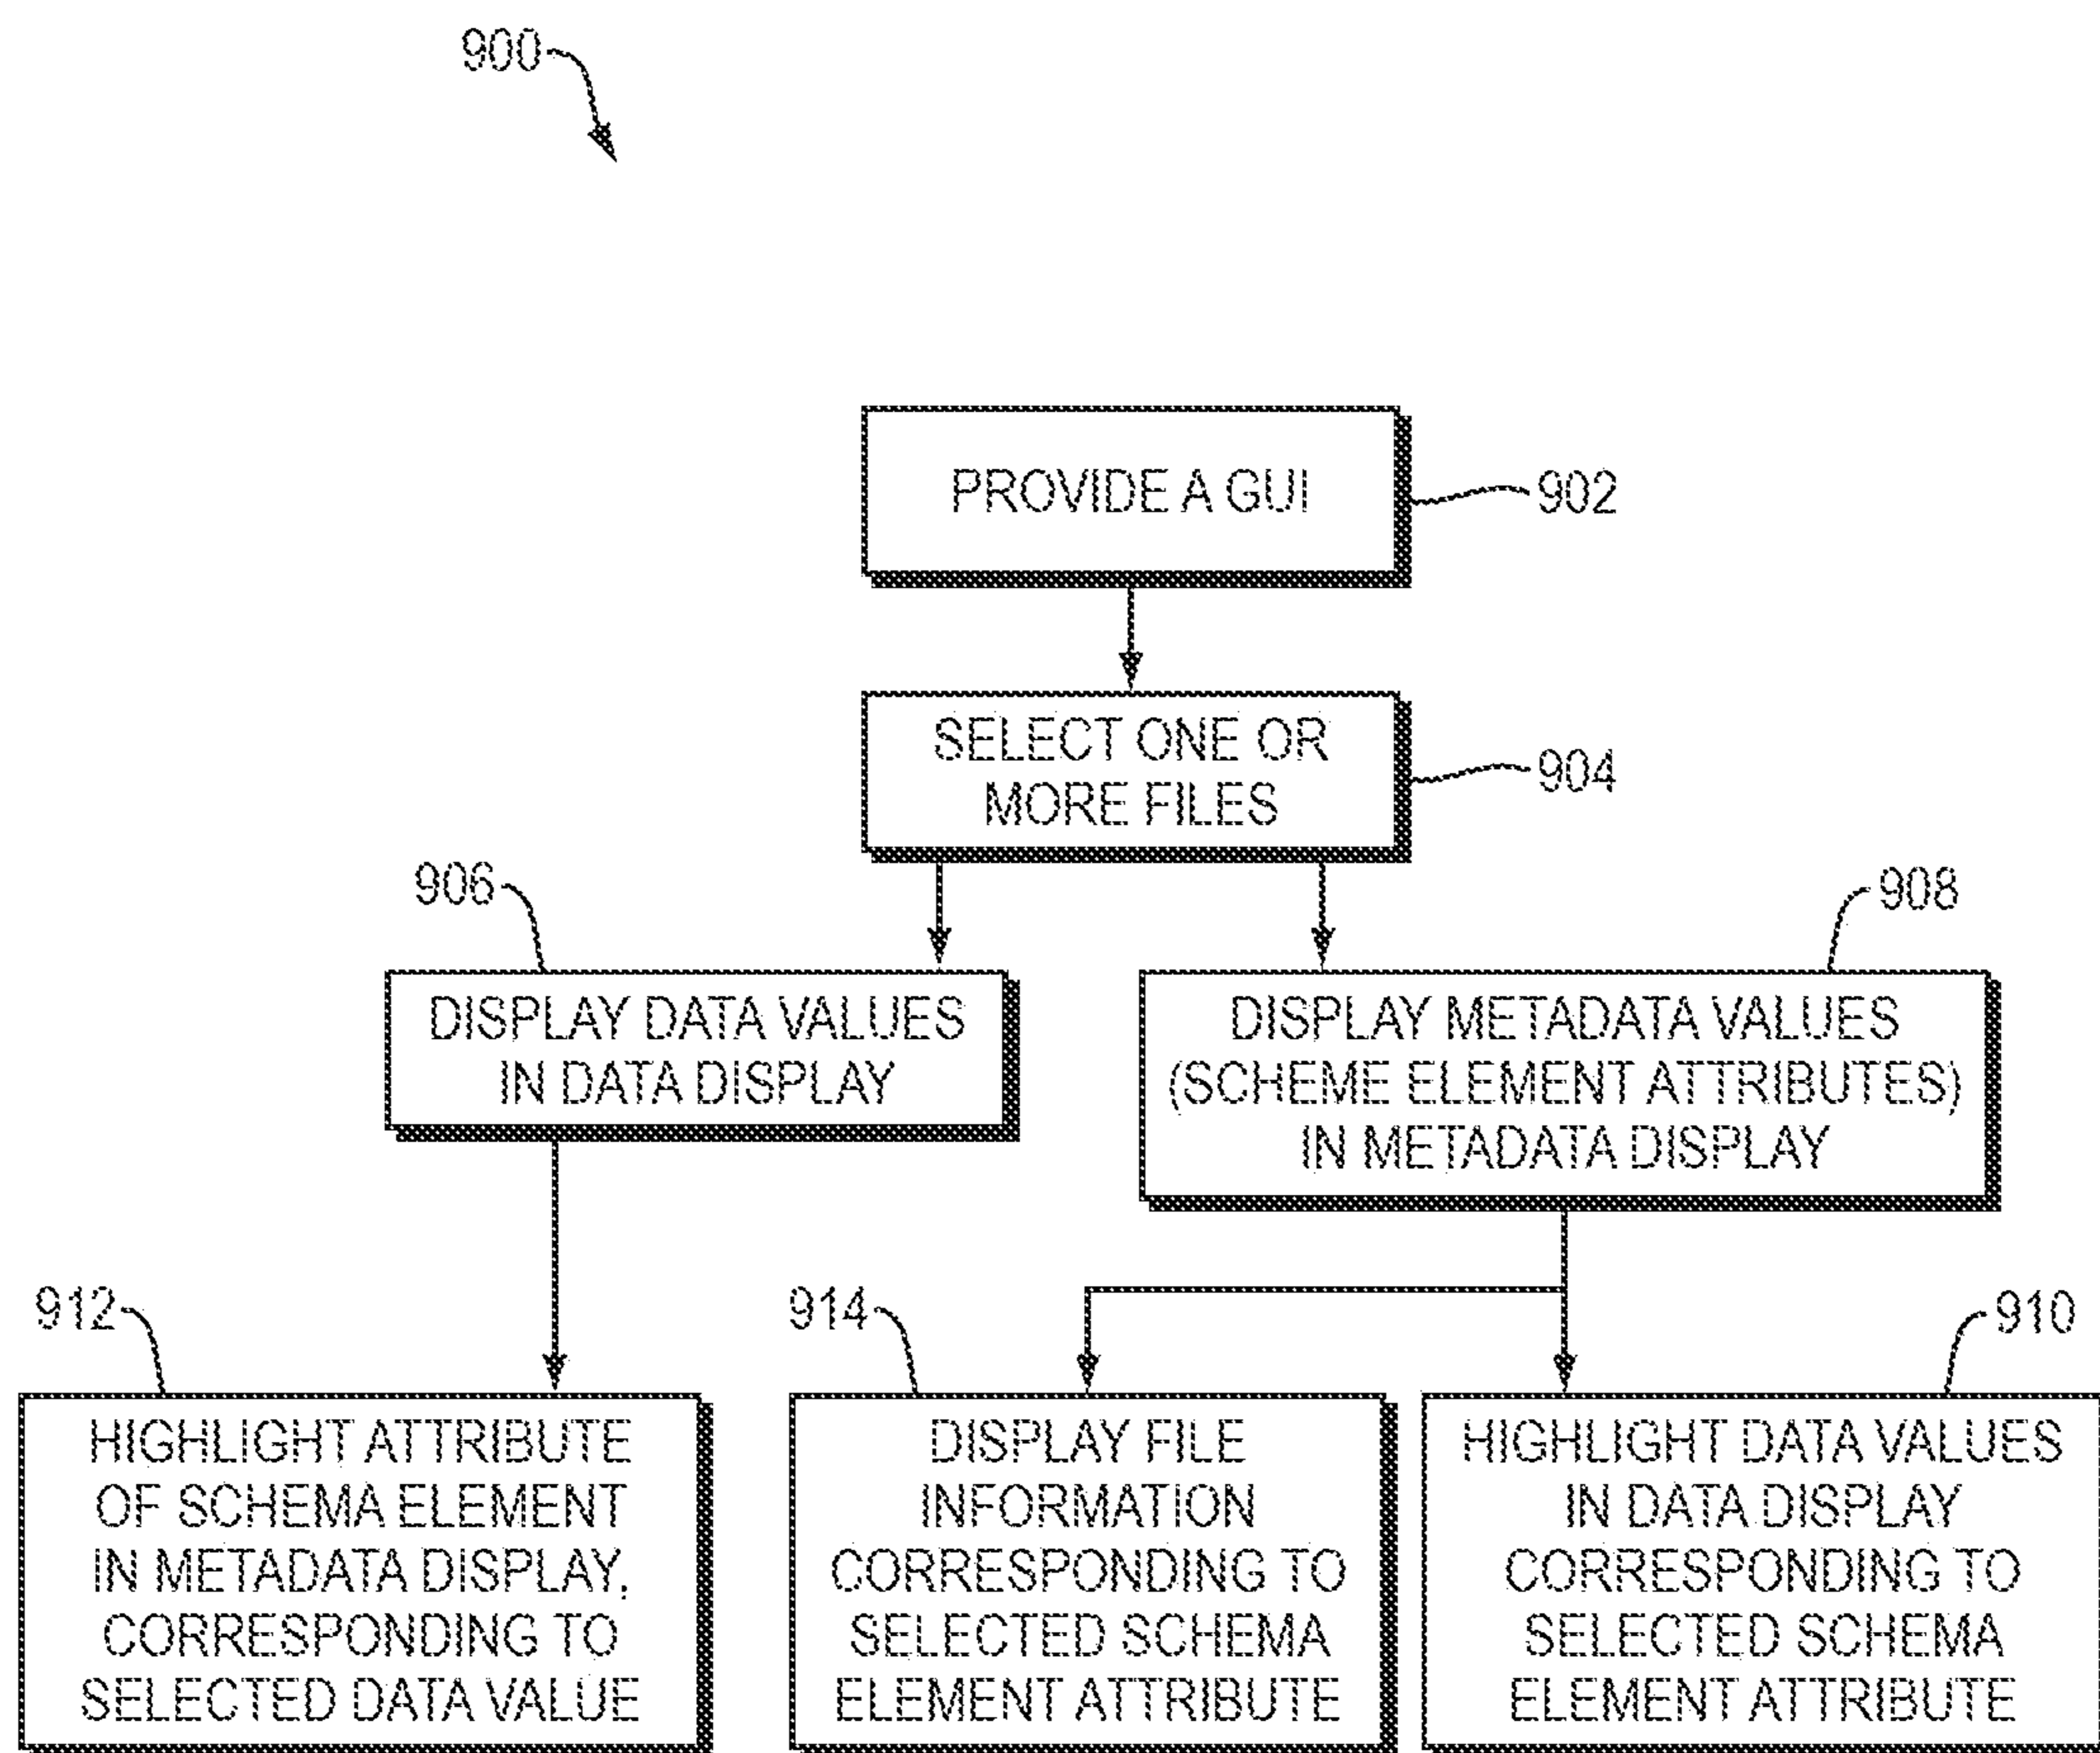 900
PROVIDE A GUI
902
SELECT ONE OR
MORE FILES
904
906
908
DISPLAY DATA VALUES
IN DATA DISPLAY
DISPLAY METADATA VALUES
(SCHEME ELEMENT ATTRIBUTES)
IN METADATA DISPLAY
912
914
910
HIGHLIGHT ATTRIBUTE
OF SCHEMA ELEMENT
IN METADATA DISPLAY,
CORRESPONDING TO
SELECTED DATA VALUE
DISPLAY FILE
INFORMATION
CORRESPONDING TO
SELECTED SCHEMA
ELEMENT ATTRIBUTE
HIGHLIGHT DATA VALUES
IN DATA DISPLAY
CORRESPONDING TO
SELECTED SCHEMA
ELEMENT ATTRIBUTE